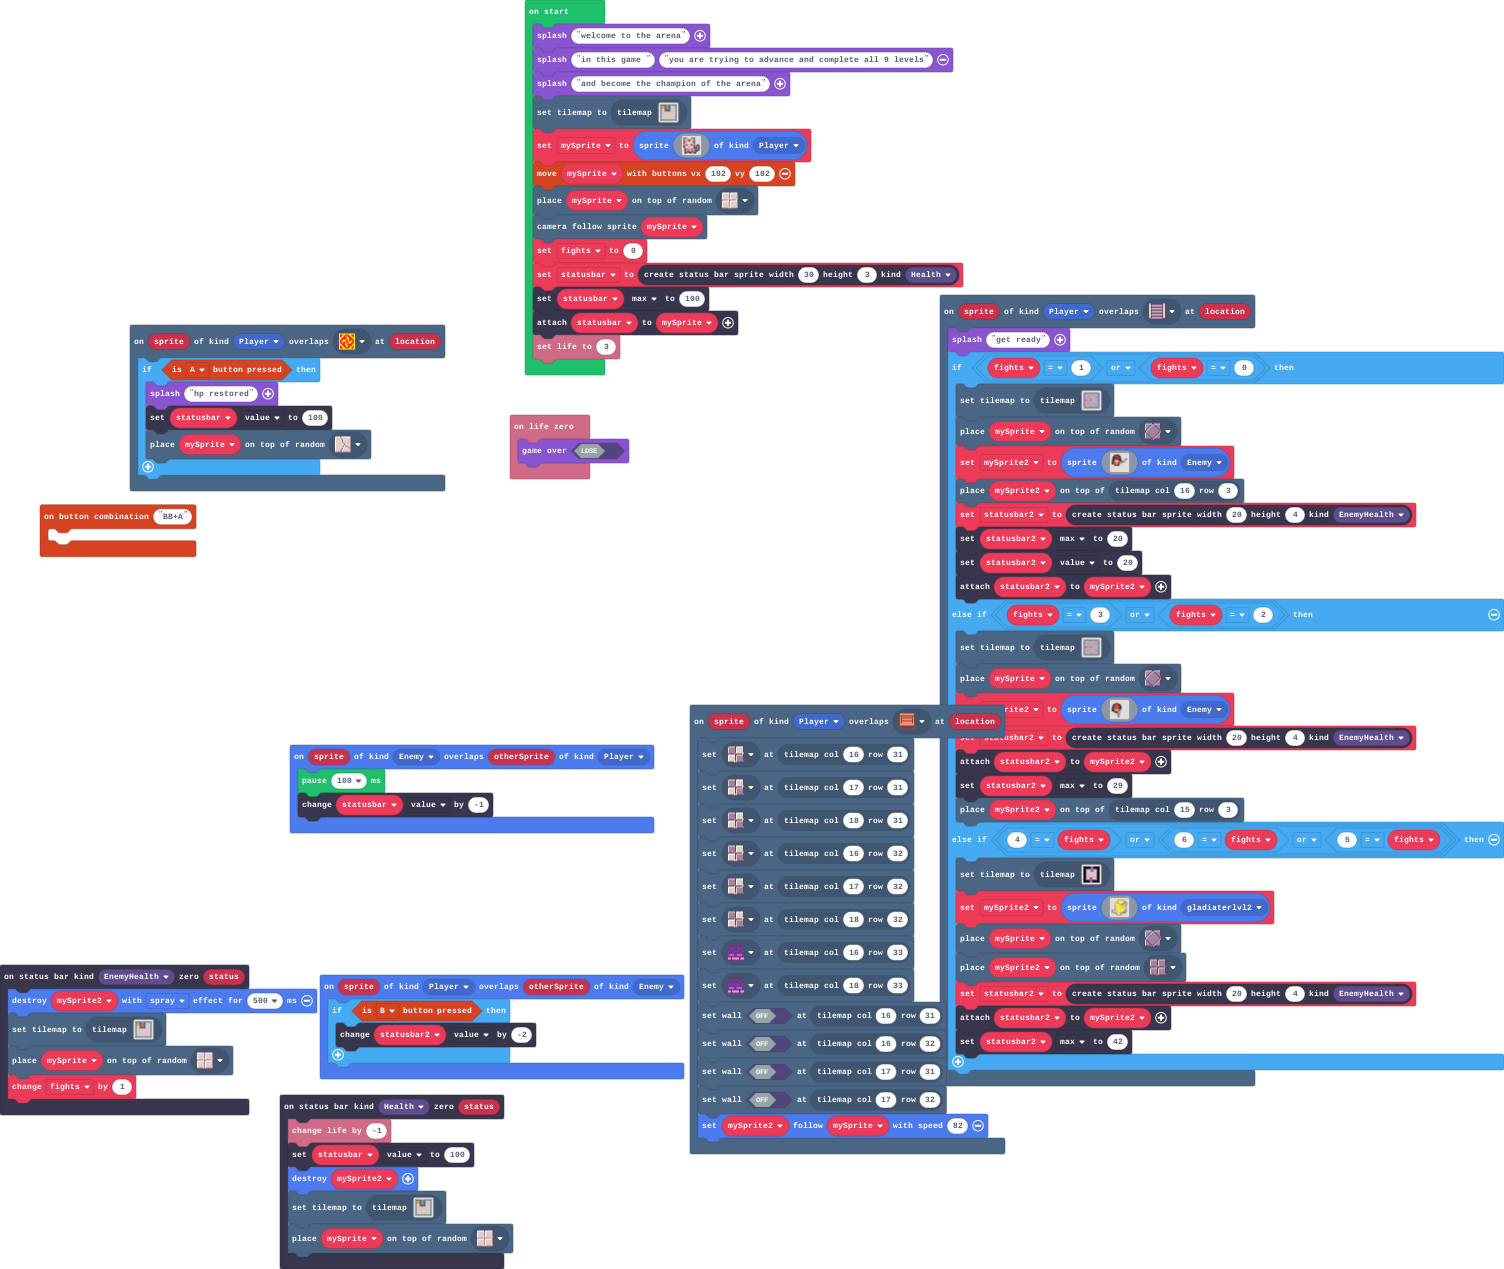 on start
splash "welcome to the arena"
splash "in this game " "you are trying to advance and complete all 9 levels"
splash "and become the champion of the arena"
set tilemap to tilemap
set mySprite to sprite of kind Player
move mySprite with buttons vx 102 vy 102
place mySprite on top of random
camera follow sprite mySprite
set fights to 0
set statusbar to create status bar sprite width 30 height 3 kind Health
set statusbar max to 100
attach statusbar to mySprite
set life to 3
on sprite of kind Player overlaps at location
if is A button pressed then
splash "hp restored"
set statusbar value to 100
place mySprite on top of random
on life zero
game over LOSE
on button combination "BB+A"
on sprite of kind Player overlaps at location
splash "get ready"
if fights = 1 or fights = 0 then
set tilemap to tilemap
place mySprite on top of random
set mySprite2 to sprite of kind Enemy
place mySprite2 on top of tilemap col 16 row 3
set statusbar2 to create status bar sprite width 20 height 4 kind EnemyHealth
set statusbar2 max to 20
set statusbar2 value to 20
attach statusbar2 to mySprite2
else if fights = 3 or fights = 2 then
set tilemap to tilemap
place mySprite on top of random
rite2 to sprite of kind Enemy
set statusbar2 to create status bar sprite width 20 height 4 kind EnemyHealth
attach statusbar2 to mySprite2
set statusbar2 max to 29
place mySprite2 on top of tilemap col 15 row 3
else if 4 = fights or 6 = fights or 5 = fights then
set tilemap to tilemap
set mySprite2 to sprite of kind gladiaterlvl2
place mySprite on top of random
place mySprite2 on top of random
set statusbar2 to create status bar sprite width 20 height 4 kind EnemyHealth
attach statusbar2 to mySprite2
set statusbar2 max to 42
on sprite of kind Player overlaps at location
set at tilemap col 16 row 31
set at tilemap col 17 row 31
set at tilemap col 18 row 31
set at tilemap col 16 row 32
set at tilemap col 17 row 32
set at tilemap col 18 row 32
set at tilemap col 16 row 33
set at tilemap col 18 row 33
set wall OFF at tilemap col 16 row 31
set wall OFF at tilemap col 16 row 32
set wall OFF at tilemap col 17 row 31
set wall OFF at tilemap col 17 row 32
set mySprite2 follow mySprite with speed 82
on sprite of kind Enemy overlaps otherSprite of kind Player
pause 100 ms
change statusbar value by -1
on status bar kind EnemyHealth zero status
destroy mySprite2 with spray effect for 500 ms
set tilemap to tilemap
place mySprite on top of random
change fights by 1
on sprite of kind Player overlaps otherSprite of kind Enemy
if is B button pressed then
change statusbar2 value by -2
on status bar kind Health zero status
change life by -1
set statusbar value to 100
destroy mySprite2
set tilemap to tilemap
place mySprite on top of random